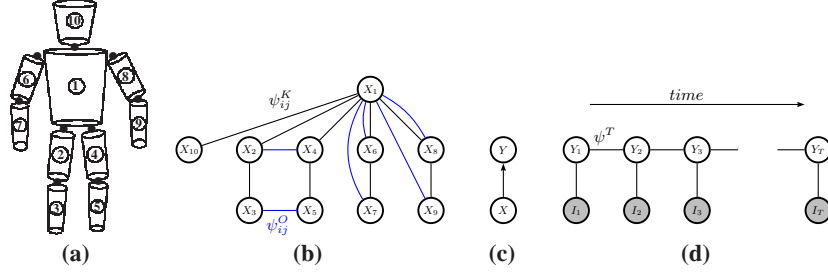 10
6
1
8
7
9
2
4
3
5
(a)
ψ^K_ij
X_1
X_10
X_2
X_4
X_6
X_8
X_3
X_5
X_7
X_9
ψ^O_ij
(b)
Y
X
(c)
time
ψ^T
Y_1
Y_2
Y_3
Y_T
I_1
I_2
I_3
I_T
(d)